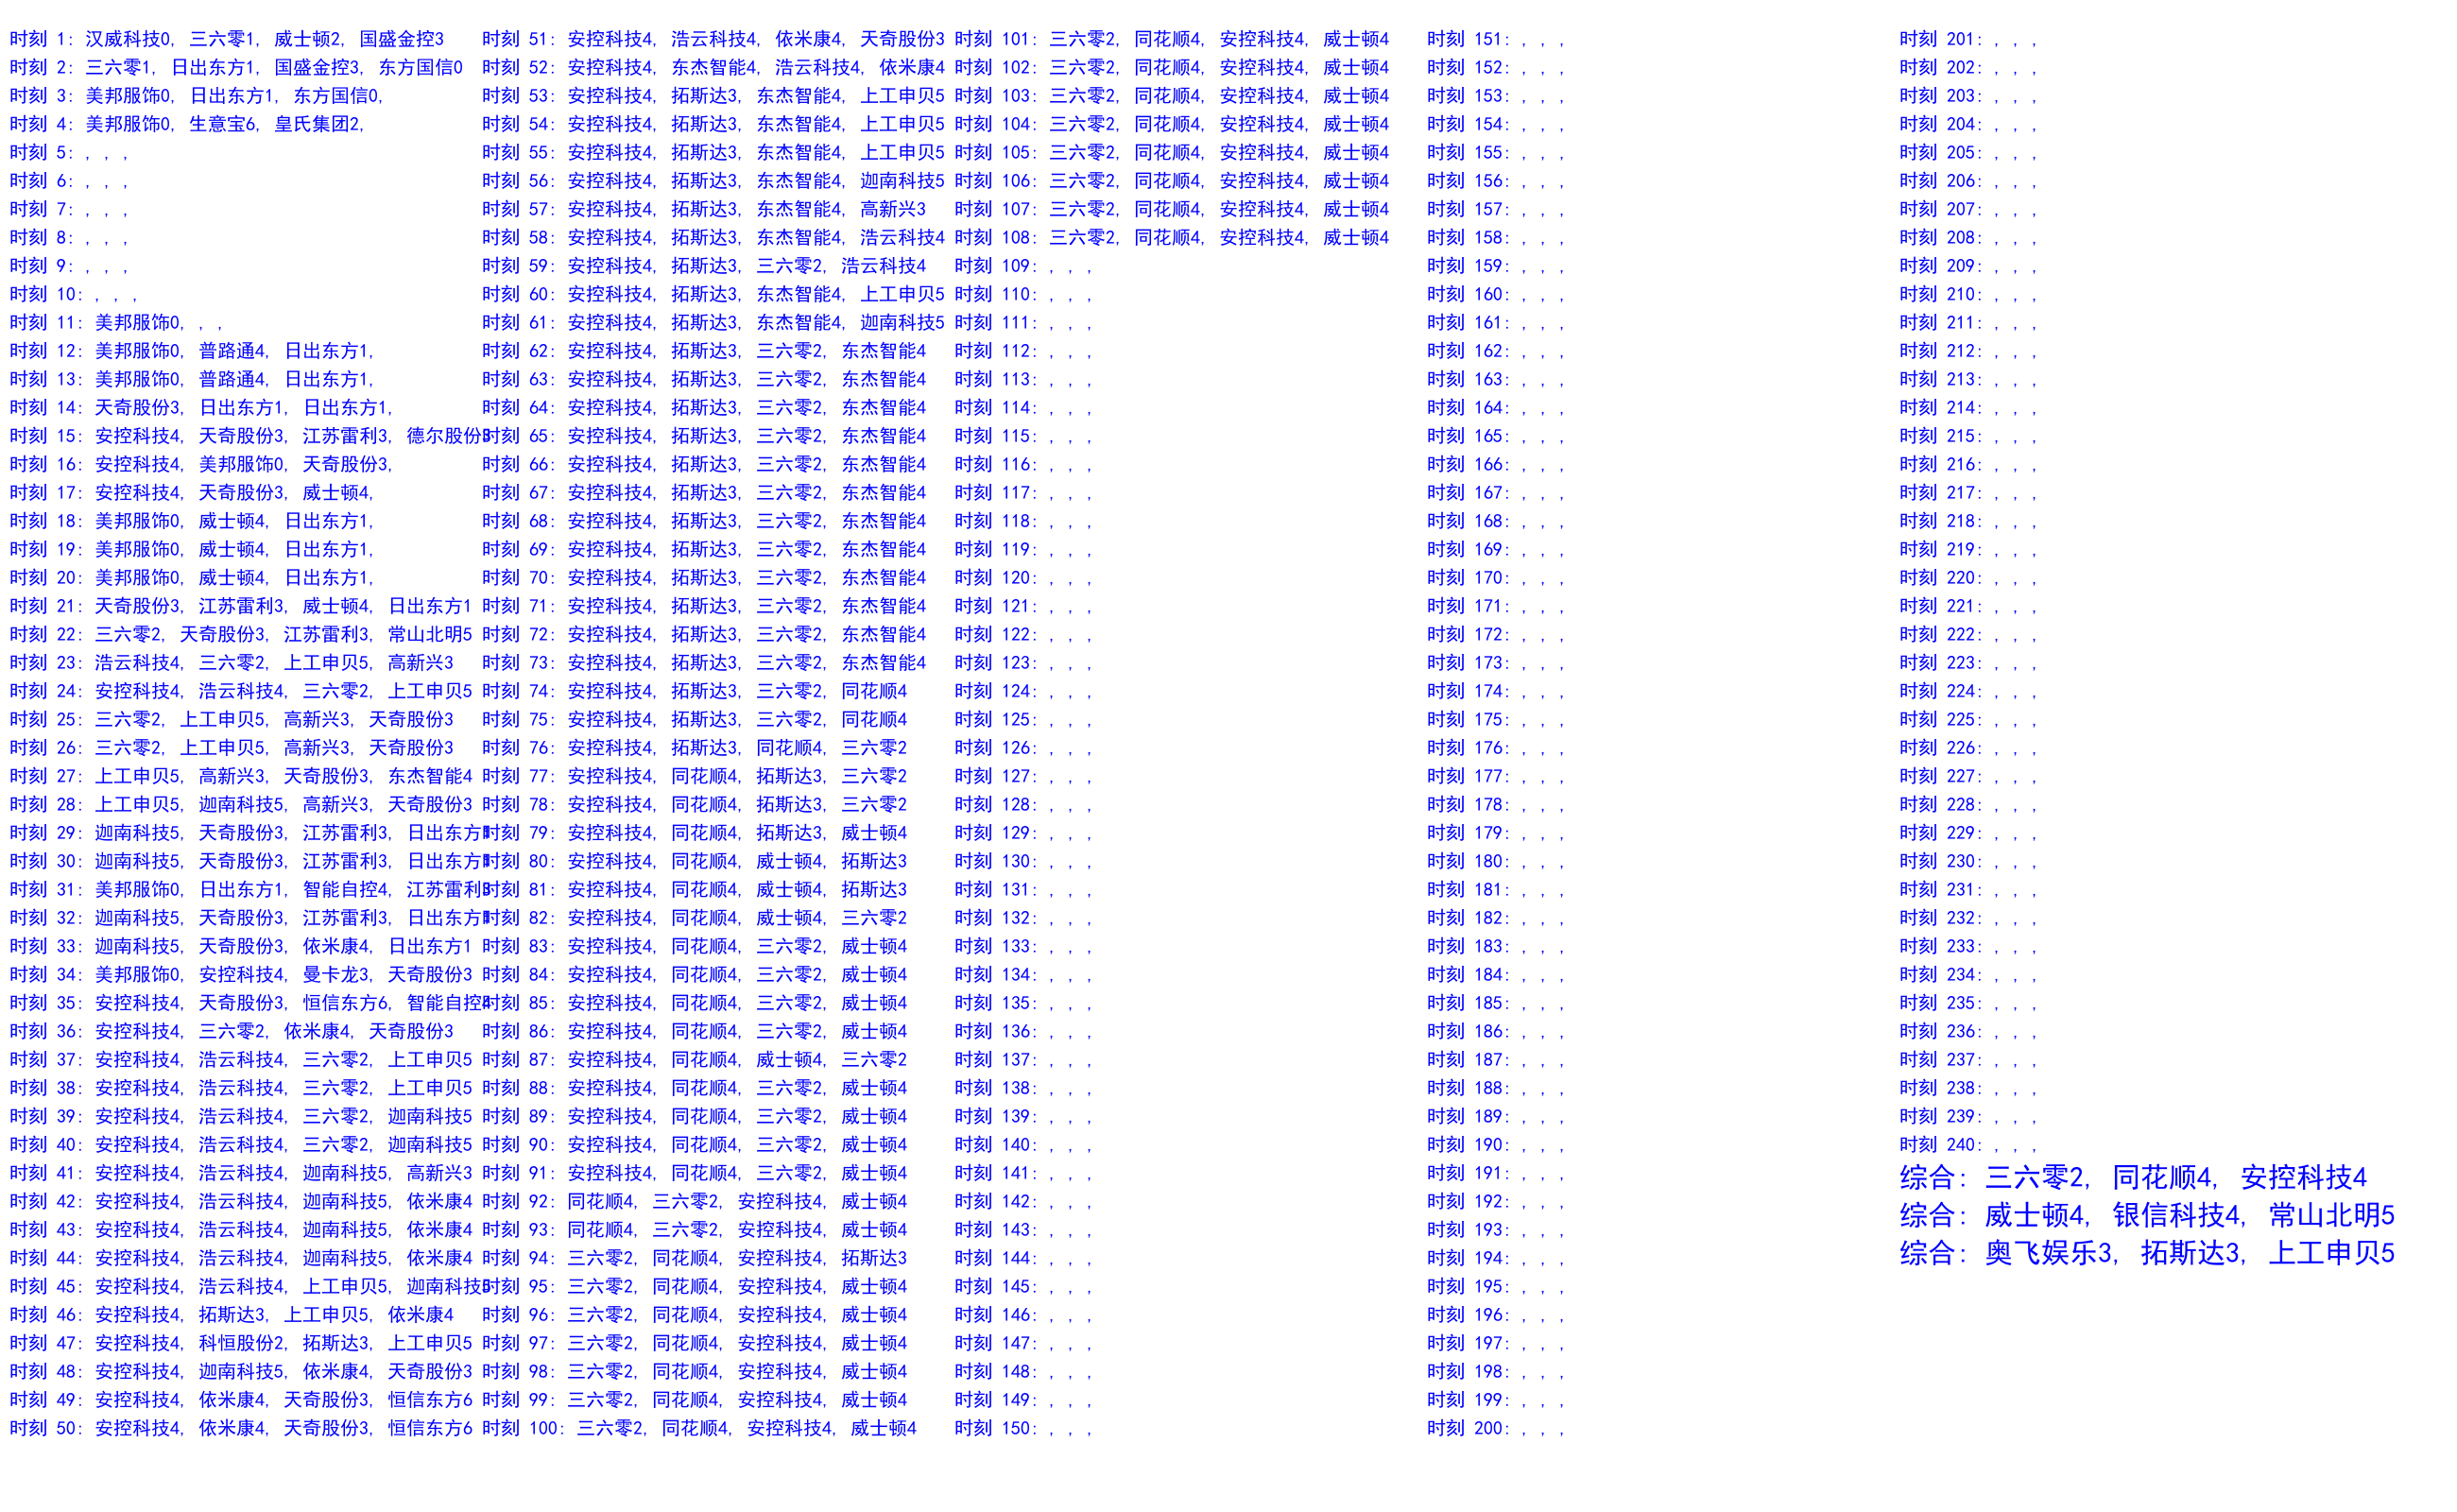 时刻 1: 汉威科技0, 三六零1, 威士顿2, 国盛金控3
时刻 2: 三六零1, 日出东方1, 国盛金控3, 东方国信0
时刻 3: 美邦服饰0, 日出东方1, 东方国信0,
时刻 4: 美邦服饰0, 生意宝6, 皇氏集团2,
时刻 5: , , ,
时刻 6: , , ,
时刻 7: , , ,
时刻 8: , , ,
时刻 9: , , ,
时刻 10: , , ,
时刻 11: 美邦服饰0, , ,
时刻 12: 美邦服饰0, 普路通4, 日出东方1,
时刻 13: 美邦服饰0, 普路通4, 日出东方1,
时刻 14: 天奇股份3, 日出东方1, 日出东方1,
时刻 15: 安控科技4, 天奇股份3, 江苏雷利3, 德尔股份3
时刻 16: 安控科技4, 美邦服饰0, 天奇股份3,
时刻 17: 安控科技4, 天奇股份3, 威士顿4,
时刻 18: 美邦服饰0, 威士顿4, 日出东方1,
时刻 19: 美邦服饰0, 威士顿4, 日出东方1,
时刻 20: 美邦服饰0, 威士顿4, 日出东方1,
时刻 21: 天奇股份3, 江苏雷利3, 威士顿4, 日出东方1
时刻 22: 三六零2, 天奇股份3, 江苏雷利3, 常山北明5
时刻 23: 浩云科技4, 三六零2, 上工申贝5, 高新兴3
时刻 24: 安控科技4, 浩云科技4, 三六零2, 上工申贝5
时刻 25: 三六零2, 上工申贝5, 高新兴3, 天奇股份3
时刻 26: 三六零2, 上工申贝5, 高新兴3, 天奇股份3
时刻 27: 上工申贝5, 高新兴3, 天奇股份3, 东杰智能4
时刻 28: 上工申贝5, 迦南科技5, 高新兴3, 天奇股份3
时刻 29: 迦南科技5, 天奇股份3, 江苏雷利3, 日出东方1
时刻 30: 迦南科技5, 天奇股份3, 江苏雷利3, 日出东方1
时刻 31: 美邦服饰0, 日出东方1, 智能自控4, 江苏雷利3
时刻 32: 迦南科技5, 天奇股份3, 江苏雷利3, 日出东方1
时刻 33: 迦南科技5, 天奇股份3, 依米康4, 日出东方1
时刻 34: 美邦服饰0, 安控科技4, 曼卡龙3, 天奇股份3
时刻 35: 安控科技4, 天奇股份3, 恒信东方6, 智能自控4
时刻 36: 安控科技4, 三六零2, 依米康4, 天奇股份3
时刻 37: 安控科技4, 浩云科技4, 三六零2, 上工申贝5
时刻 38: 安控科技4, 浩云科技4, 三六零2, 上工申贝5
时刻 39: 安控科技4, 浩云科技4, 三六零2, 迦南科技5
时刻 40: 安控科技4, 浩云科技4, 三六零2, 迦南科技5
时刻 41: 安控科技4, 浩云科技4, 迦南科技5, 高新兴3
时刻 42: 安控科技4, 浩云科技4, 迦南科技5, 依米康4
时刻 43: 安控科技4, 浩云科技4, 迦南科技5, 依米康4
时刻 44: 安控科技4, 浩云科技4, 迦南科技5, 依米康4
时刻 45: 安控科技4, 浩云科技4, 上工申贝5, 迦南科技5
时刻 46: 安控科技4, 拓斯达3, 上工申贝5, 依米康4
时刻 47: 安控科技4, 科恒股份2, 拓斯达3, 上工申贝5
时刻 48: 安控科技4, 迦南科技5, 依米康4, 天奇股份3
时刻 49: 安控科技4, 依米康4, 天奇股份3, 恒信东方6
时刻 50: 安控科技4, 依米康4, 天奇股份3, 恒信东方6
时刻 51: 安控科技4, 浩云科技4, 依米康4, 天奇股份3
时刻 52: 安控科技4, 东杰智能4, 浩云科技4, 依米康4
时刻 53: 安控科技4, 拓斯达3, 东杰智能4, 上工申贝5
时刻 54: 安控科技4, 拓斯达3, 东杰智能4, 上工申贝5
时刻 55: 安控科技4, 拓斯达3, 东杰智能4, 上工申贝5
时刻 56: 安控科技4, 拓斯达3, 东杰智能4, 迦南科技5
时刻 57: 安控科技4, 拓斯达3, 东杰智能4, 高新兴3
时刻 58: 安控科技4, 拓斯达3, 东杰智能4, 浩云科技4
时刻 59: 安控科技4, 拓斯达3, 三六零2, 浩云科技4
时刻 60: 安控科技4, 拓斯达3, 东杰智能4, 上工申贝5
时刻 61: 安控科技4, 拓斯达3, 东杰智能4, 迦南科技5
时刻 62: 安控科技4, 拓斯达3, 三六零2, 东杰智能4
时刻 63: 安控科技4, 拓斯达3, 三六零2, 东杰智能4
时刻 64: 安控科技4, 拓斯达3, 三六零2, 东杰智能4
时刻 65: 安控科技4, 拓斯达3, 三六零2, 东杰智能4
时刻 66: 安控科技4, 拓斯达3, 三六零2, 东杰智能4
时刻 67: 安控科技4, 拓斯达3, 三六零2, 东杰智能4
时刻 68: 安控科技4, 拓斯达3, 三六零2, 东杰智能4
时刻 69: 安控科技4, 拓斯达3, 三六零2, 东杰智能4
时刻 70: 安控科技4, 拓斯达3, 三六零2, 东杰智能4
时刻 71: 安控科技4, 拓斯达3, 三六零2, 东杰智能4
时刻 72: 安控科技4, 拓斯达3, 三六零2, 东杰智能4
时刻 73: 安控科技4, 拓斯达3, 三六零2, 东杰智能4
时刻 74: 安控科技4, 拓斯达3, 三六零2, 同花顺4
时刻 75: 安控科技4, 拓斯达3, 三六零2, 同花顺4
时刻 76: 安控科技4, 拓斯达3, 同花顺4, 三六零2
时刻 77: 安控科技4, 同花顺4, 拓斯达3, 三六零2
时刻 78: 安控科技4, 同花顺4, 拓斯达3, 三六零2
时刻 79: 安控科技4, 同花顺4, 拓斯达3, 威士顿4
时刻 80: 安控科技4, 同花顺4, 威士顿4, 拓斯达3
时刻 81: 安控科技4, 同花顺4, 威士顿4, 拓斯达3
时刻 82: 安控科技4, 同花顺4, 威士顿4, 三六零2
时刻 83: 安控科技4, 同花顺4, 三六零2, 威士顿4
时刻 84: 安控科技4, 同花顺4, 三六零2, 威士顿4
时刻 85: 安控科技4, 同花顺4, 三六零2, 威士顿4
时刻 86: 安控科技4, 同花顺4, 三六零2, 威士顿4
时刻 87: 安控科技4, 同花顺4, 威士顿4, 三六零2
时刻 88: 安控科技4, 同花顺4, 三六零2, 威士顿4
时刻 89: 安控科技4, 同花顺4, 三六零2, 威士顿4
时刻 90: 安控科技4, 同花顺4, 三六零2, 威士顿4
时刻 91: 安控科技4, 同花顺4, 三六零2, 威士顿4
时刻 92: 同花顺4, 三六零2, 安控科技4, 威士顿4
时刻 93: 同花顺4, 三六零2, 安控科技4, 威士顿4
时刻 94: 三六零2, 同花顺4, 安控科技4, 拓斯达3
时刻 95: 三六零2, 同花顺4, 安控科技4, 威士顿4
时刻 96: 三六零2, 同花顺4, 安控科技4, 威士顿4
时刻 97: 三六零2, 同花顺4, 安控科技4, 威士顿4
时刻 98: 三六零2, 同花顺4, 安控科技4, 威士顿4
时刻 99: 三六零2, 同花顺4, 安控科技4, 威士顿4
时刻 100: 三六零2, 同花顺4, 安控科技4, 威士顿4
时刻 101: 三六零2, 同花顺4, 安控科技4, 威士顿4
时刻 102: 三六零2, 同花顺4, 安控科技4, 威士顿4
时刻 103: 三六零2, 同花顺4, 安控科技4, 威士顿4
时刻 104: 三六零2, 同花顺4, 安控科技4, 威士顿4
时刻 105: 三六零2, 同花顺4, 安控科技4, 威士顿4
时刻 106: 三六零2, 同花顺4, 安控科技4, 威士顿4
时刻 107: 三六零2, 同花顺4, 安控科技4, 威士顿4
时刻 108: 三六零2, 同花顺4, 安控科技4, 威士顿4
时刻 109: , , ,
时刻 110: , , ,
时刻 111: , , ,
时刻 112: , , ,
时刻 113: , , ,
时刻 114: , , ,
时刻 115: , , ,
时刻 116: , , ,
时刻 117: , , ,
时刻 118: , , ,
时刻 119: , , ,
时刻 120: , , ,
时刻 121: , , ,
时刻 122: , , ,
时刻 123: , , ,
时刻 124: , , ,
时刻 125: , , ,
时刻 126: , , ,
时刻 127: , , ,
时刻 128: , , ,
时刻 129: , , ,
时刻 130: , , ,
时刻 131: , , ,
时刻 132: , , ,
时刻 133: , , ,
时刻 134: , , ,
时刻 135: , , ,
时刻 136: , , ,
时刻 137: , , ,
时刻 138: , , ,
时刻 139: , , ,
时刻 140: , , ,
时刻 141: , , ,
时刻 142: , , ,
时刻 143: , , ,
时刻 144: , , ,
时刻 145: , , ,
时刻 146: , , ,
时刻 147: , , ,
时刻 148: , , ,
时刻 149: , , ,
时刻 150: , , ,
时刻 151: , , ,
时刻 152: , , ,
时刻 153: , , ,
时刻 154: , , ,
时刻 155: , , ,
时刻 156: , , ,
时刻 157: , , ,
时刻 158: , , ,
时刻 159: , , ,
时刻 160: , , ,
时刻 161: , , ,
时刻 162: , , ,
时刻 163: , , ,
时刻 164: , , ,
时刻 165: , , ,
时刻 166: , , ,
时刻 167: , , ,
时刻 168: , , ,
时刻 169: , , ,
时刻 170: , , ,
时刻 171: , , ,
时刻 172: , , ,
时刻 173: , , ,
时刻 174: , , ,
时刻 175: , , ,
时刻 176: , , ,
时刻 177: , , ,
时刻 178: , , ,
时刻 179: , , ,
时刻 180: , , ,
时刻 181: , , ,
时刻 182: , , ,
时刻 183: , , ,
时刻 184: , , ,
时刻 185: , , ,
时刻 186: , , ,
时刻 187: , , ,
时刻 188: , , ,
时刻 189: , , ,
时刻 190: , , ,
时刻 191: , , ,
时刻 192: , , ,
时刻 193: , , ,
时刻 194: , , ,
时刻 195: , , ,
时刻 196: , , ,
时刻 197: , , ,
时刻 198: , , ,
时刻 199: , , ,
时刻 200: , , ,
时刻 201: , , ,
时刻 202: , , ,
时刻 203: , , ,
时刻 204: , , ,
时刻 205: , , ,
时刻 206: , , ,
时刻 207: , , ,
时刻 208: , , ,
时刻 209: , , ,
时刻 210: , , ,
时刻 211: , , ,
时刻 212: , , ,
时刻 213: , , ,
时刻 214: , , ,
时刻 215: , , ,
时刻 216: , , ,
时刻 217: , , ,
时刻 218: , , ,
时刻 219: , , ,
时刻 220: , , ,
时刻 221: , , ,
时刻 222: , , ,
时刻 223: , , ,
时刻 224: , , ,
时刻 225: , , ,
时刻 226: , , ,
时刻 227: , , ,
时刻 228: , , ,
时刻 229: , , ,
时刻 230: , , ,
时刻 231: , , ,
时刻 232: , , ,
时刻 233: , , ,
时刻 234: , , ,
时刻 235: , , ,
时刻 236: , , ,
时刻 237: , , ,
时刻 238: , , ,
时刻 239: , , ,
时刻 240: , , ,
综合: 三六零2, 同花顺4, 安控科技4
综合: 威士顿4, 银信科技4, 常山北明5
综合: 奥飞娱乐3, 拓斯达3, 上工申贝5